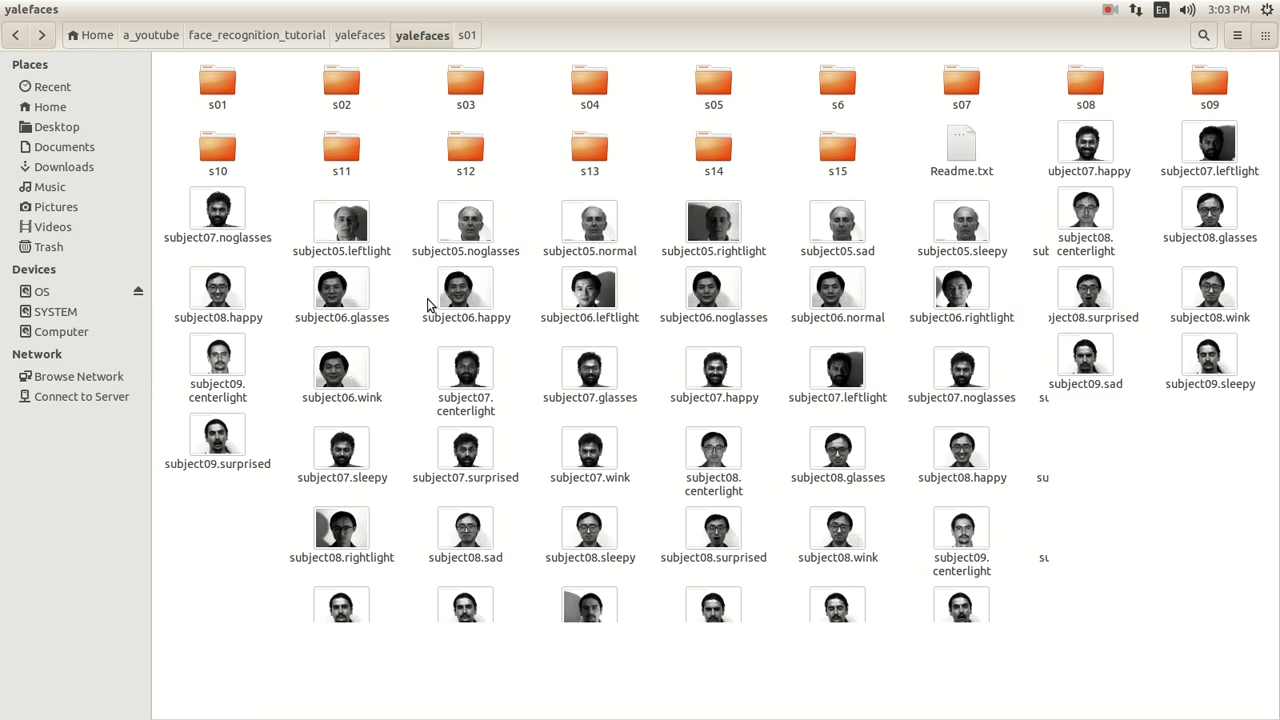 yalefaces
En
3:03 PM
Home
a_youtube
face_recognition_tutorial
yalefaces
yalefaces
s01
Places
Recent
Home
Desktop
Documents
Downloads
Music
Pictures
Videos
Trash
Devices
OS
SYSTEM
Computer
Network
Browse Network
Connect to Server
s01
s02
s03
s04
s05
s6
s07
s08
s09
s10
s11
s12
s13
s14
s15
Readme.txt
ubject07.happy
subject07.leftlight
subject07.noglasses
subject05.leftlight
subject05.noglasses
subject05.normal
subject05.rightlight
subject05.sad
subject05.sleepy
sub
subject08.
centerlight
subject08.glasses
subject08.happy
subject06.glasses
subject06.happy
subject06.leftlight
subject06.noglasses
subject06.normal
subject06.rightlight
ject08.surprised
subject08.wink
subject09.
centerlight
subject06.wink
subject07.
centerlight
subject07.glasses
subject07.happy
subject07.leftlight
subject07.noglasses
su
subject09.sad
subject09.sleepy
subject09.surprised
subject07.sleepy
subject07.surprised
subject07.wink
subject08.
centerlight
subject08.glasses
subject08.happy
su
subject08.rightlight
subject08.sad
subject08.sleepy
subject08.surprised
subject08.wink
subject09.
centerlight
su